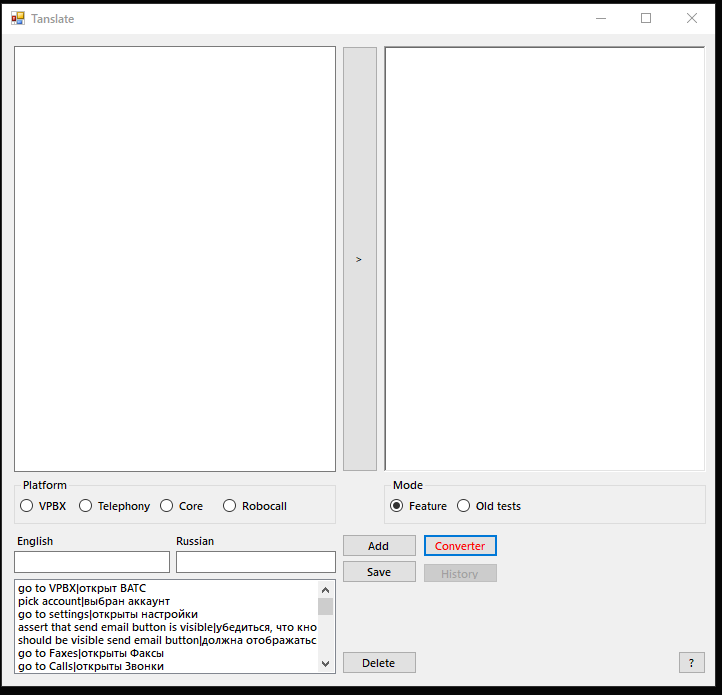 Tanslate
>
Platform
VPBX
Telephony
Core
Robocall
Mode
Feature
Old tests
English
Russian
Add
Converter
Save
History
go to VPBX|открыт ВАТС
pick account|выбран аккаунт
go to settings|открыты настройки
assert that send email button is visible|убедиться, что кно
should be visible send email button|должна отображатьс
go to Faxes|открыты Факсы
go to Calls|открыты Звонки
Delete
?